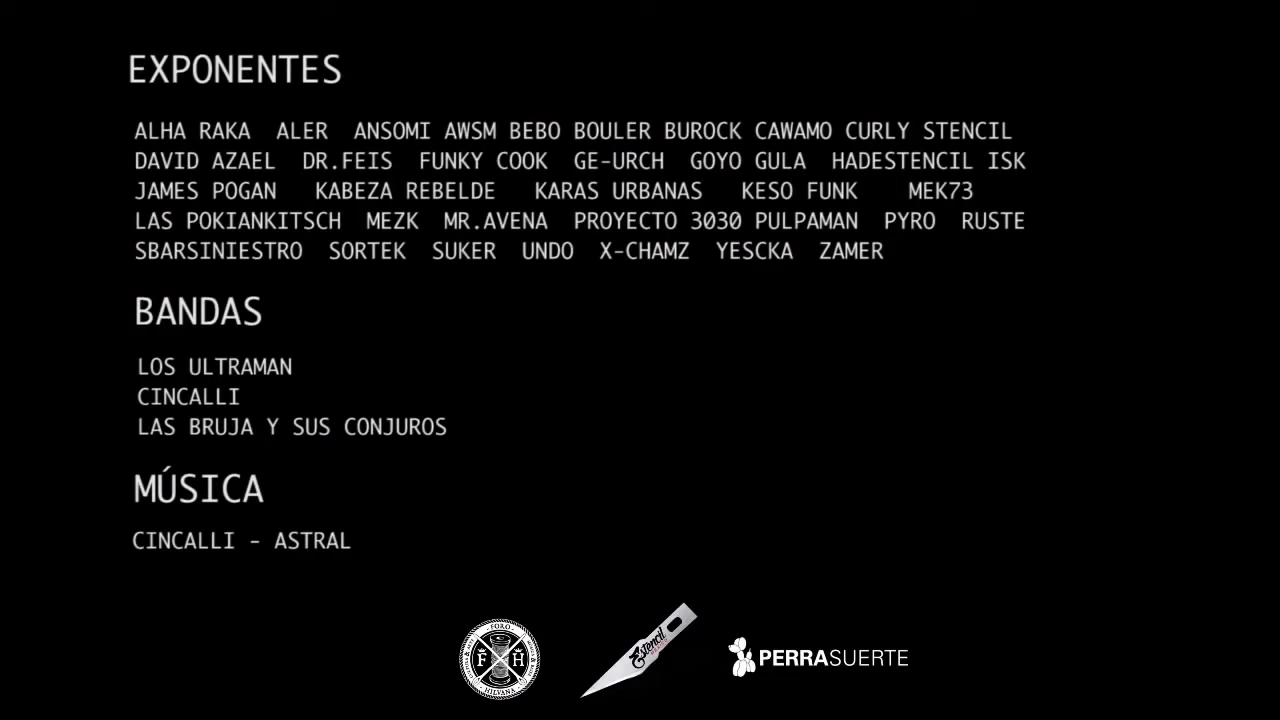 EXPONENTES
ALHA RAKA ALER ANSOMI AWSM BEBO BOULER BUROCK CAWAMO CURLY STENCIL
DAVID AZAEL DR.FEIS FUNKY COOK GE-URCH GOYO GULA HADESTENCIL ISK
JAMES POGAN KABEZA REBELDE KARAS URBANAS KESO FUNK MEK73
LAS POKIANKITSCH MEZK MR.AVENA PROYECTO 3030 PULPAMAN PYRO RUSTE
SBARSINIESTRO SORTEK SUKER UNDO X-CHAMZ YESCKA ZAMER
BANDAS
LOS ULTRAMAN
CINCALLI
LAS BRUJA Y SUS CONJUROS
MÚSICA
CINCALLI - ASTRAL
FORO
F H
HILVANA
Estencil
PERRASUERTE